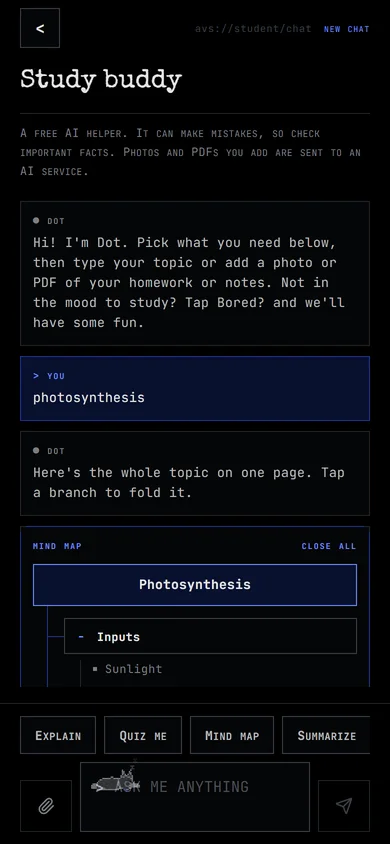 <
avs://student/chat NEW CHAT
Study buddy
A FREE AI HELPER. IT CAN MAKE MISTAKES, SO CHECK
IMPORTANT FACTS. PHOTOS AND PDFS YOU ADD ARE SENT TO AN
AI SERVICE.
DOT
Hi! I'm Dot. Pick what you need below,
then type your topic or add a photo or
PDF of your homework or notes. Not in
the mood to study? Tap Bored? and we'll
have some fun.
> YOU
photosynthesis
DOT
Here's the whole topic on one page. Tap
a branch to fold it.
MIND MAP CLOSE ALL
Photosynthesis
- Inputs
Sunlight
EXPLAIN QUIZ ME MIND MAP SUMMARIZE
ME ANYTHING